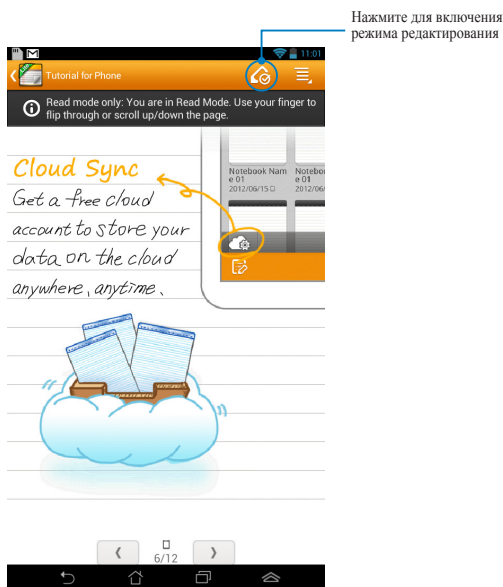 Нажмите для включения
режима редактирования
11:01
Tutorial for Phone
Read mode only: You are in Read Mode. Use your finger to
flip through or scroll up/down the page.
Cloud Sync
Get a free cloud
account to store your
data on the cloud
anywhere, anytime.
Notebook Nam
e 01
2012/06/15
Notebo
e 01
2012/06/
6/12